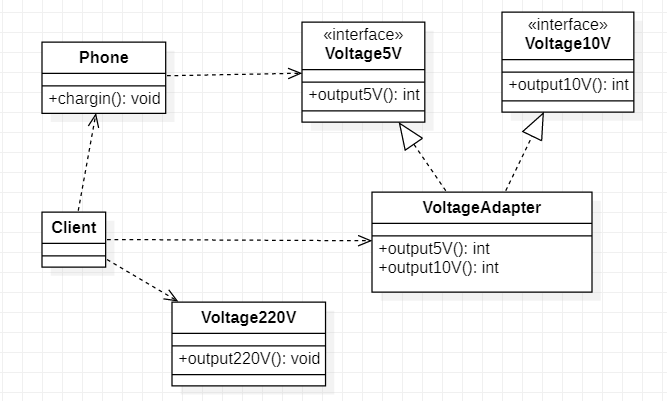 Phone
+chargin(): void
«interface»
Voltage5V
+output5V(): int
«interface»
Voltage10V
+output10V(): int
Client
VoltageAdapter
+output5V(): int
+output10V(): int
Voltage220V
+output220V(): void